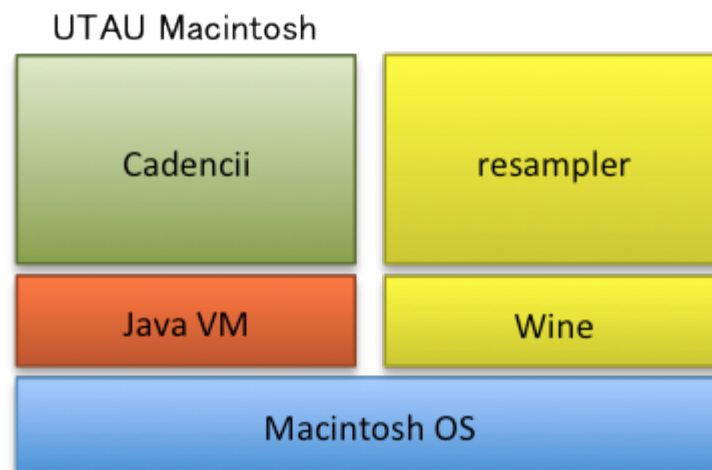 UTAU Macintosh
Cadencii
resampler
Java VM
Wine
Macintosh OS